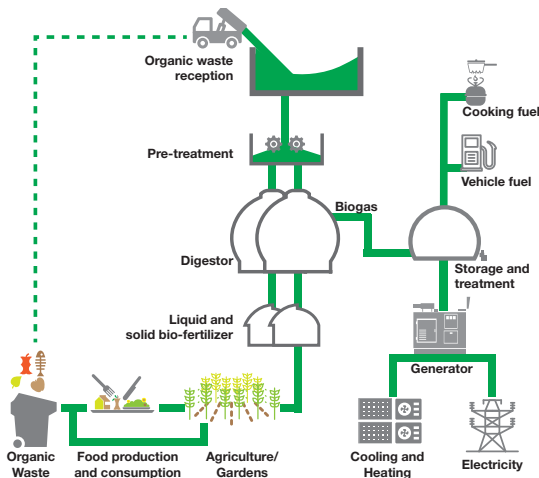 Organic waste
reception
Cooking fuel
Pre-treatment
Vehicle fuel
Biogas
Digestor
Storage and
treatment
Liquid and
solid bio-fertilizer
Generator
Organic
Waste
Food production
and consumption
Agriculture/
Gardens
Cooling and
Heating
Electricity